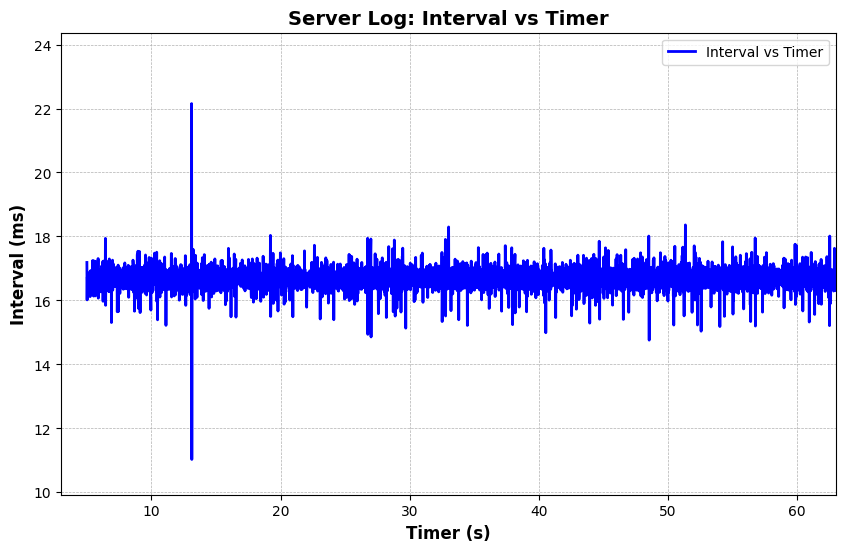 Server Log: Interval vs Timer
Interval vs Timer
24
22
20
18
16
14
12
10
Interval (ms)
10 20 30 40 50 60
Timer (s)